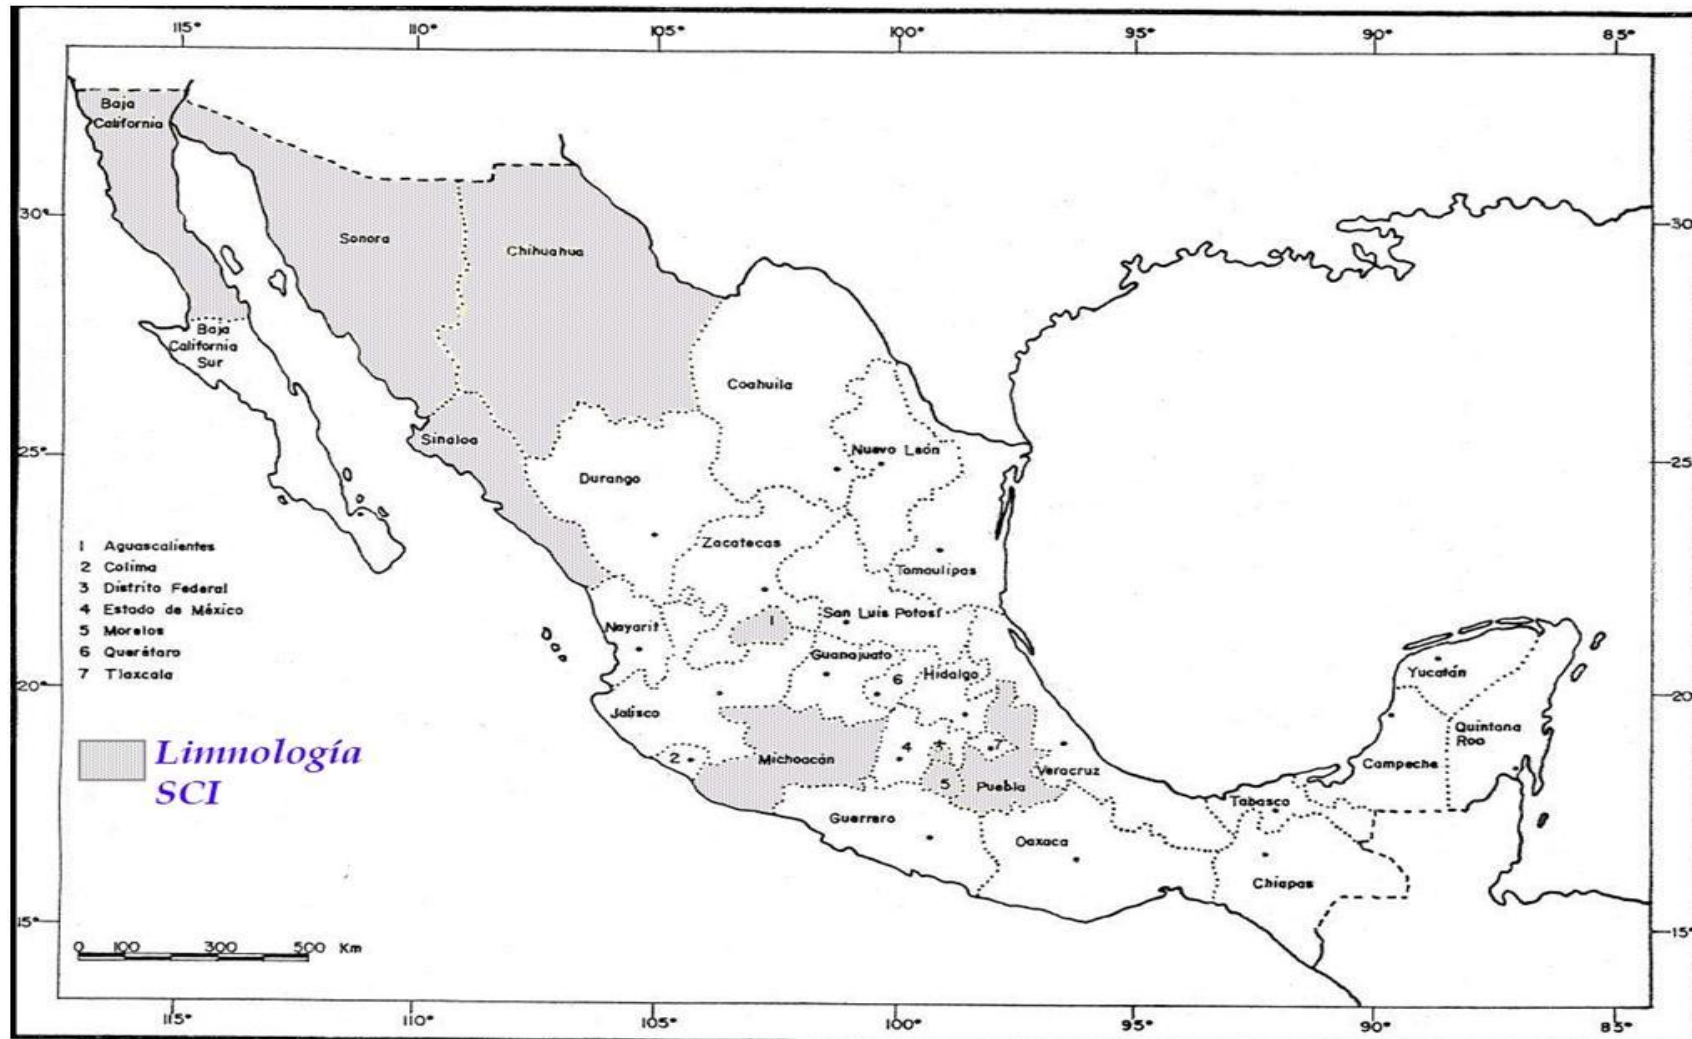 115°
110°
105°
100°
95°
90°
85°
Baja
California
30°
30°
Sonora
Chihuahua
Baja
California
Sur
Coahuila
Sinaloa
Nuevo León
25°
25°
Durango
Zacatecas
Tamaulipas
1 Aguascalientes
2 Colima
3 Distrito Federal
4 Estado de México
5 Morelos
6 Querétaro
7 Tlaxcala
San Luis Potosí
Nayarit
1
Guanajuato
Hidalgo
6
Yucatán
20°
20°
Jalisco
Quintana
Roo
Limnología
SCI
2
Michoacán
4
7
Veracruz
Campeche
5
Puebla
Tabasco
Guerrero
Oaxaca
Chiapas
15°
15°
0 100 300 500 Km
115°
110°
105°
100°
95°
90°
85°